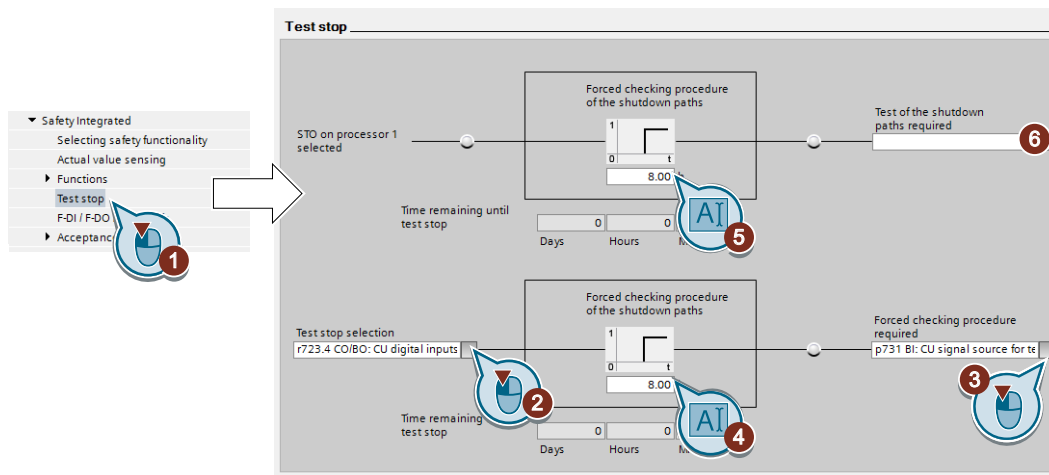 Test stop
Safety Integrated
Selecting safety functionality
Actual value sensing
Functions
Test stop
F-DI / F-DO
Acceptanc
1
STO on processor 1
selected
Forced checking procedure
of the shutdown paths
1
0 t
8.00
Test of the shutdown
paths required
6
Time remaining until
test stop
0 0
Days Hours M
A
5
Test stop selection
r723.4 CO/BO: CU digital inputs
2
Forced checking procedure
of the shutdown paths
1
0 t
8.00
Forced checking procedure
required
p731 BI: CU signal source for te
3
Time remaining
test stop
0 0
Days Hours
A
4